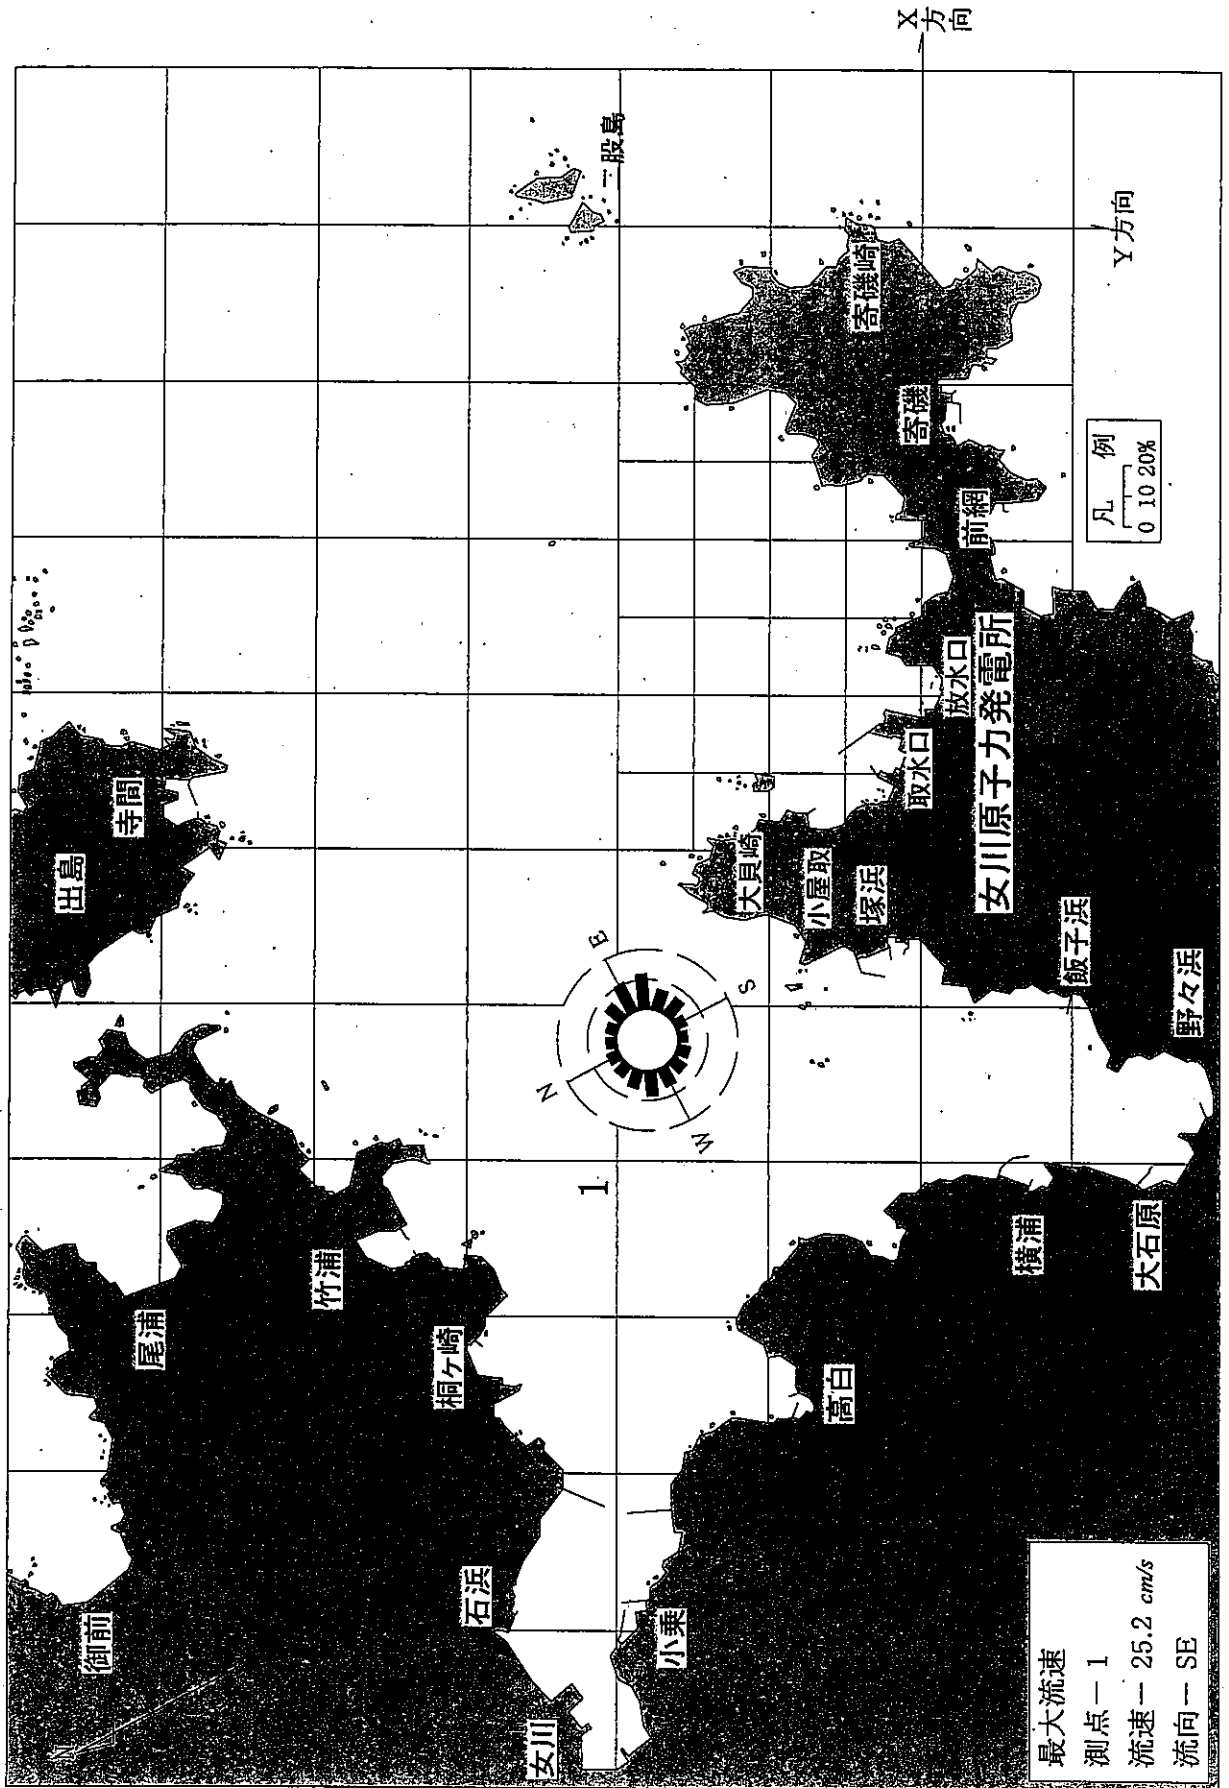 X方向
Y方向
二股島
寄磯崎
寄磯
前網
凡 例
0 10 20%
放水口
女川原子力発電所
取水口
大貝崎
小屋取
塚浜
飯子浜
野々浜
出島
寺間
N
E
S
W
1
尾浦
竹浦
桐ヶ崎
石浜
御前
女川
小乗
高白
横浦
大石原
N
最大流速
測点－1
流速－25.2 cm/s
流向－SE